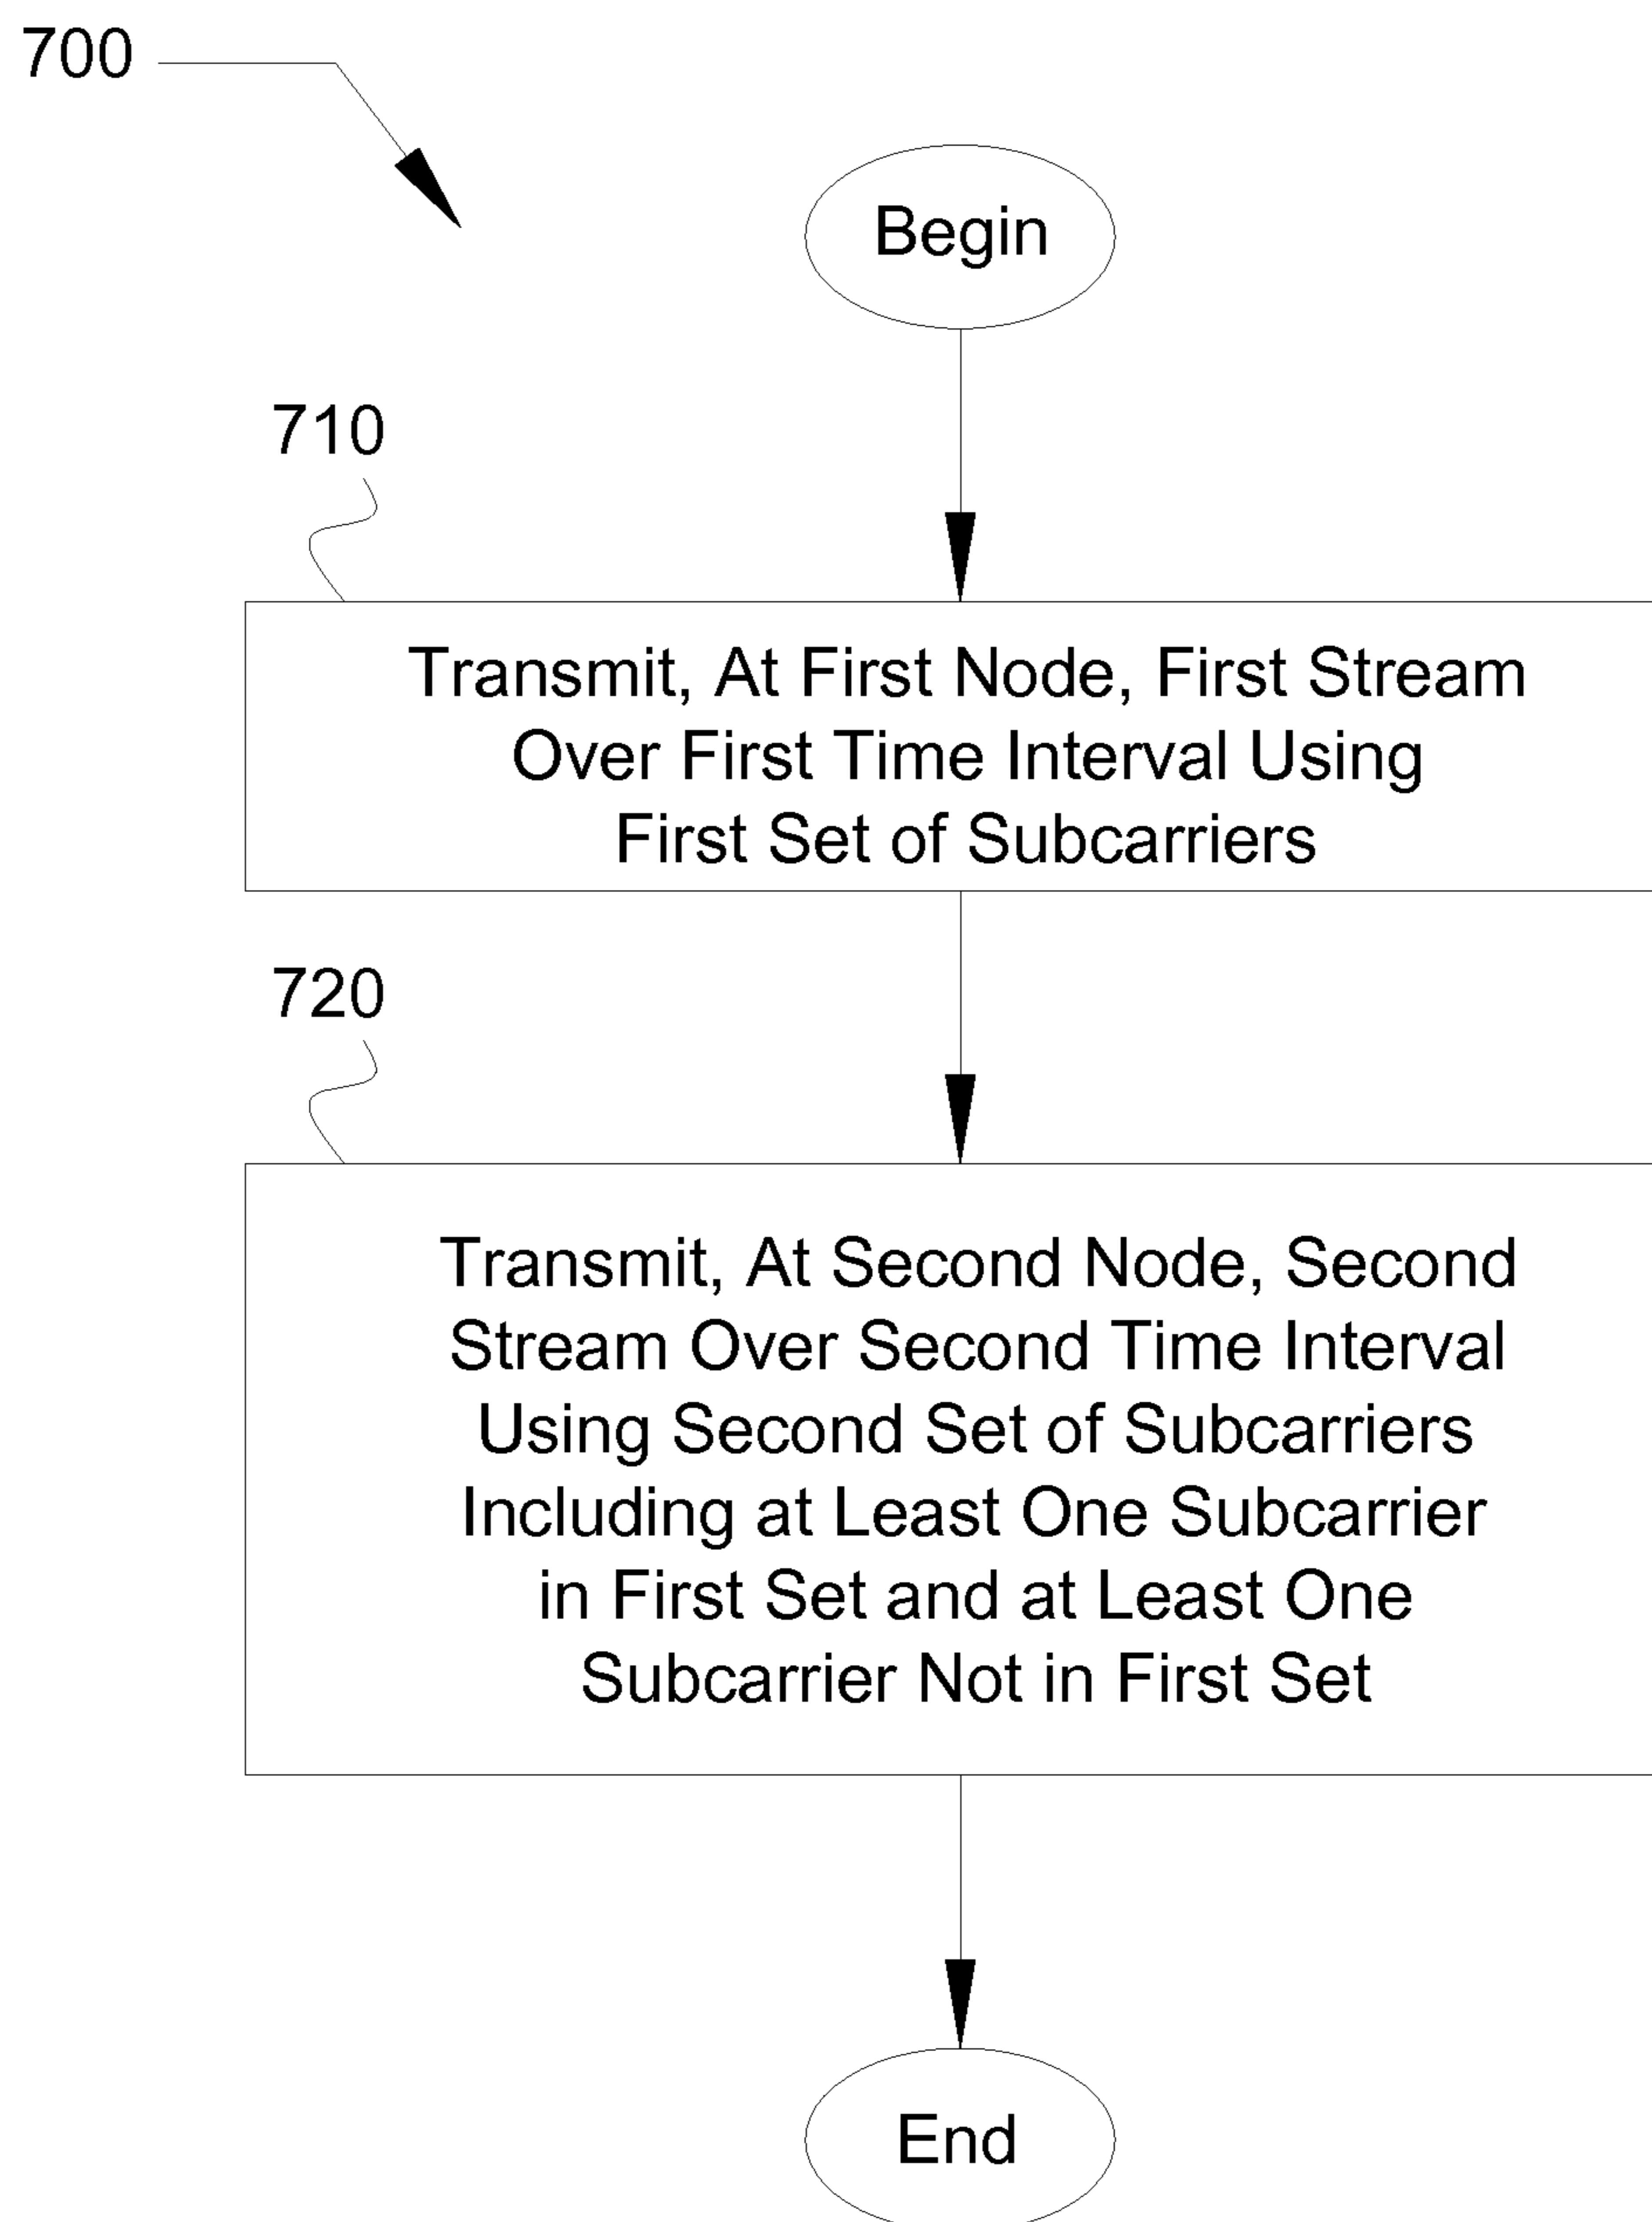 700
Begin
710
Transmit, At First Node, First Stream
Over First Time Interval Using
First Set of Subcarriers
720
Transmit, At Second Node, Second
Stream Over Second Time Interval
Using Second Set of Subcarriers
Including at Least One Subcarrier
in First Set and at Least One
Subcarrier Not in First Set
End